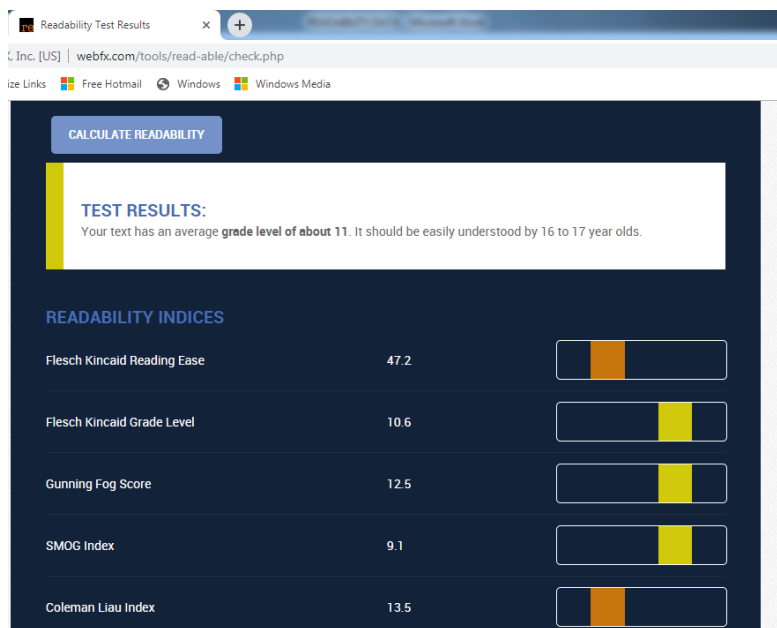 re Readability Test Results × +
, Inc. [US] | webfx.com/tools/read-able/check.php
ize Links Free Hotmail Windows Windows Media
CALCULATE READABILITY
TEST RESULTS:
Your text has an average grade level of about 11. It should be easily understood by 16 to 17 year olds.
READABILITY INDICES
Flesch Kincaid Reading Ease 47.2
Flesch Kincaid Grade Level 10.6
Gunning Fog Score 12.5
SMOG Index 9.1
Coleman Liau Index 13.5